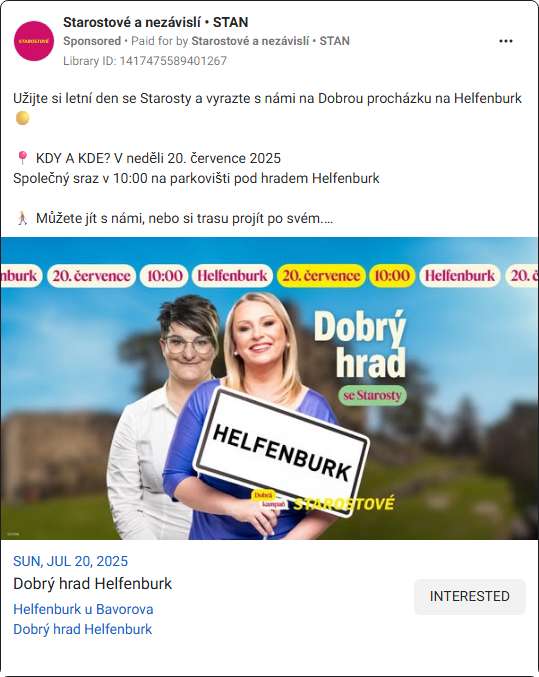 STAROSTOVÉ
Starostové a nezávislí • STAN
Sponsored • Paid for by Starostové a nezávislí • STAN
Library ID: 1417475589401267
Užijte si letní den se Starosty a vyrazte s námi na Dobrou procházku na Helfenburk
KDY A KDE? V neděli 20. července 2025
Společný sraz v 10:00 na parkovišti pod hradem Helfenburk
Můžete jít s námi, nebo si trasu projít po svém....
nburk 20. července 10:00 Helfenburk 20. července 10:00 Helfenburk 20. č
Dobrý
hrad
se Starosty
HELFENBURK
Dobrá
kampaň
STAROSTOVÉ
SUN, JUL 20, 2025
Dobrý hrad Helfenburk
INTERESTED
Helfenburk u Bavorova
Dobrý hrad Helfenburk